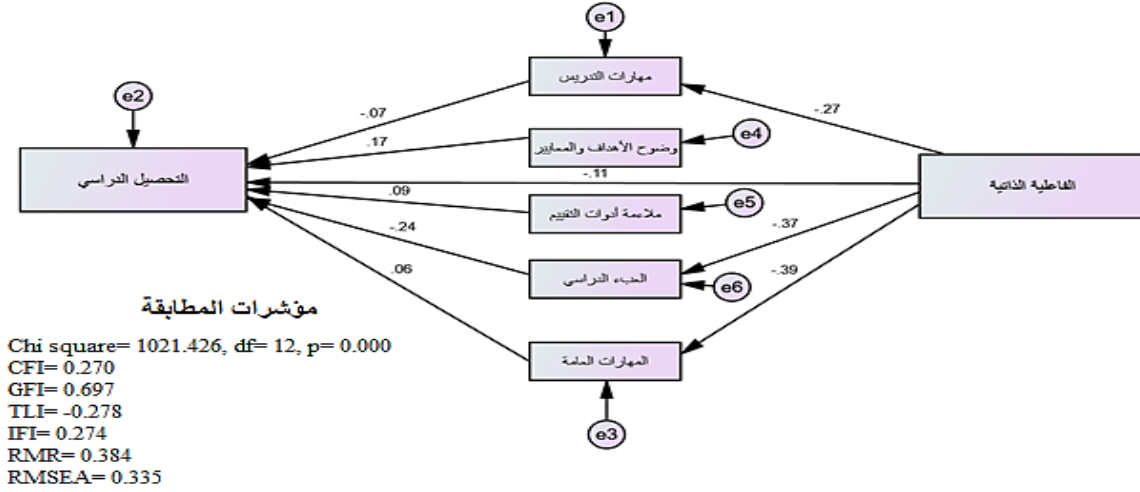 e1
مهارات التدريس
-.27
e2
-.07
.17
وضوح الأهداف والمعايير
e4
التحصيل الدراسي
-.11
الفاعلية الذاتية
.09
ملاءمة أدوات التقييم
e5
-.24
-.37
العبء الدراسي
e6
.06
-.39
المهارات العامة
e3
مؤشرات المطابقة
Chi square= 1021.426, df= 12, p= 0.000
CFI= 0.270
GFI= 0.697
TLI= -0.278
IFI= 0.274
RMR= 0.384
RMSEA= 0.335